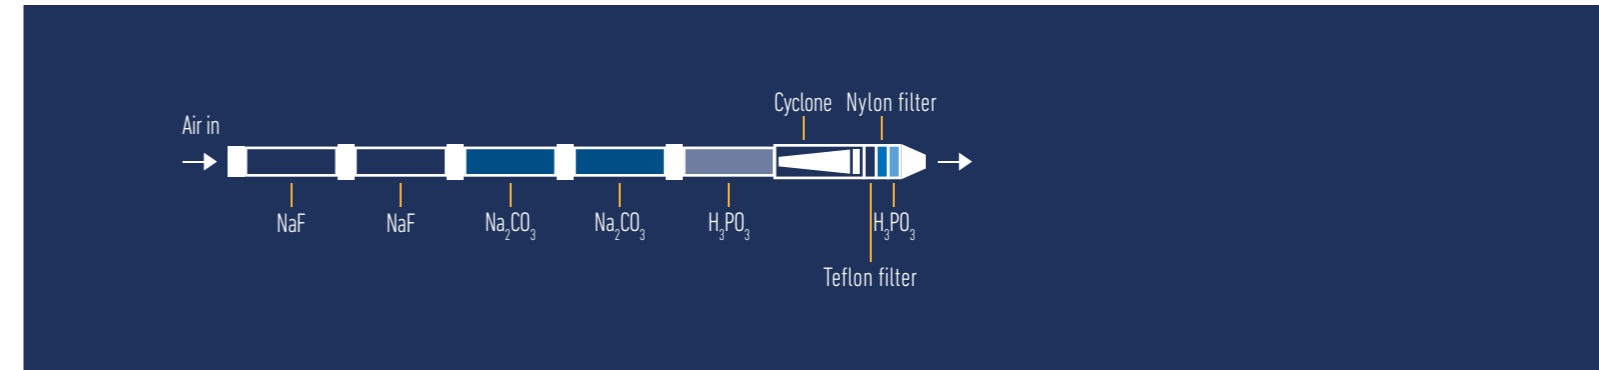 Cyclone Nylon filter
Air in
NaF NaF Na₂CO₃ Na₂CO₃ H₃PO₃ H₃PO₃
Teflon filter